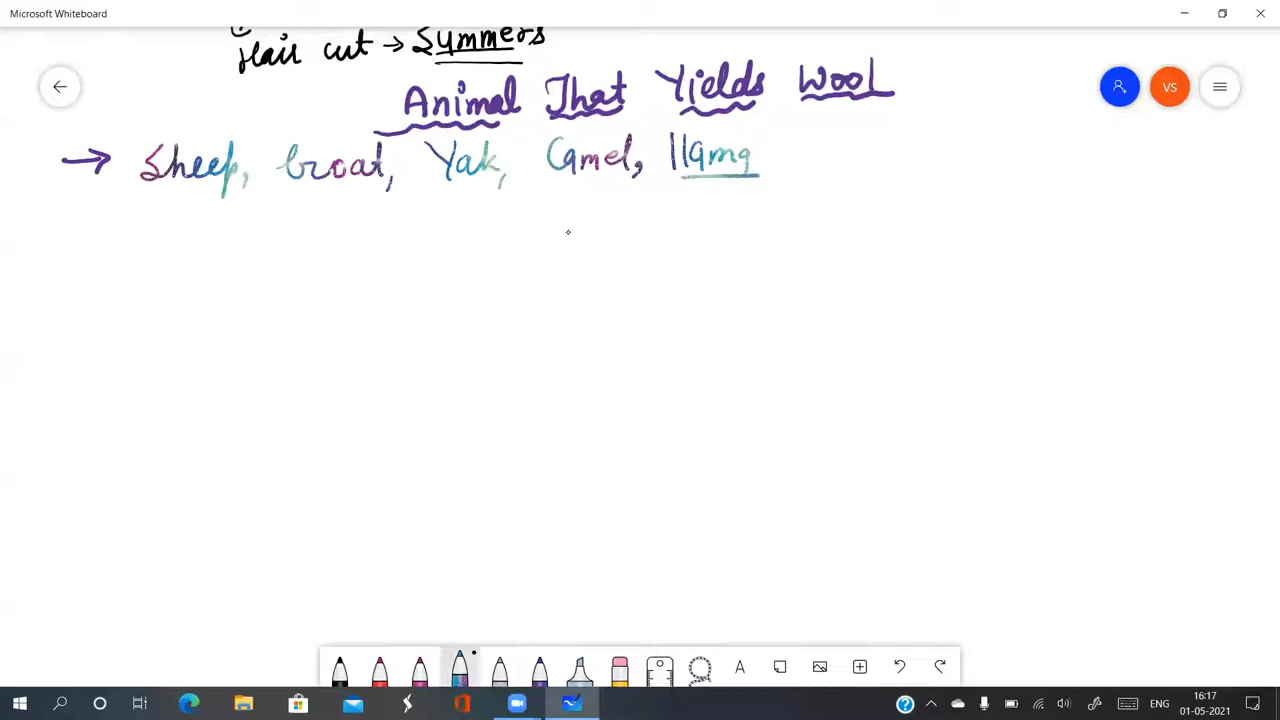 Microsoft Whiteboard
Hair cut → Summers
Animal That Yields Wool
VS
→ Sheep, Goat, Yak, Camel, llama
A
ENG
16:17
01-05-2021